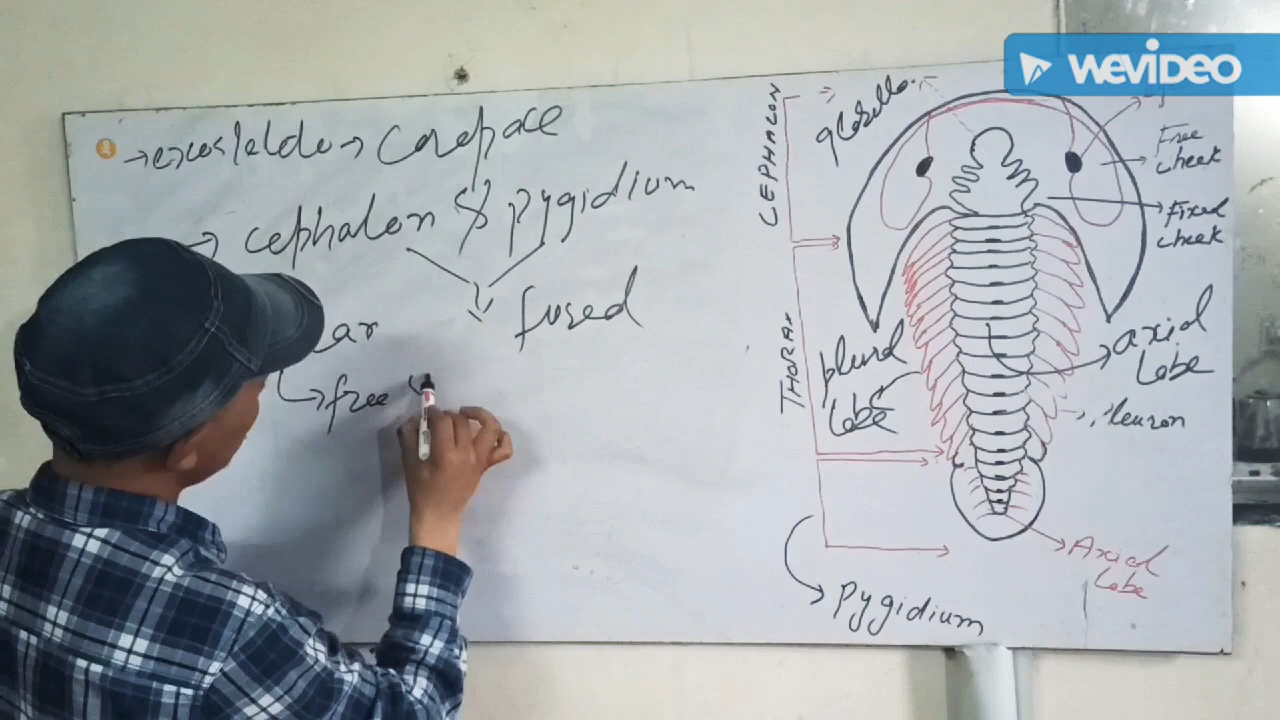 → exoskeleton → Carapace
→ cephalon & pygidium
fused
→ free
CEPHALON
THORAX
glabella
Free
cheek
Fixed
cheek
pleural
lobe
axial
lobe
Axial
lobe
pygidium
WEVIDEO